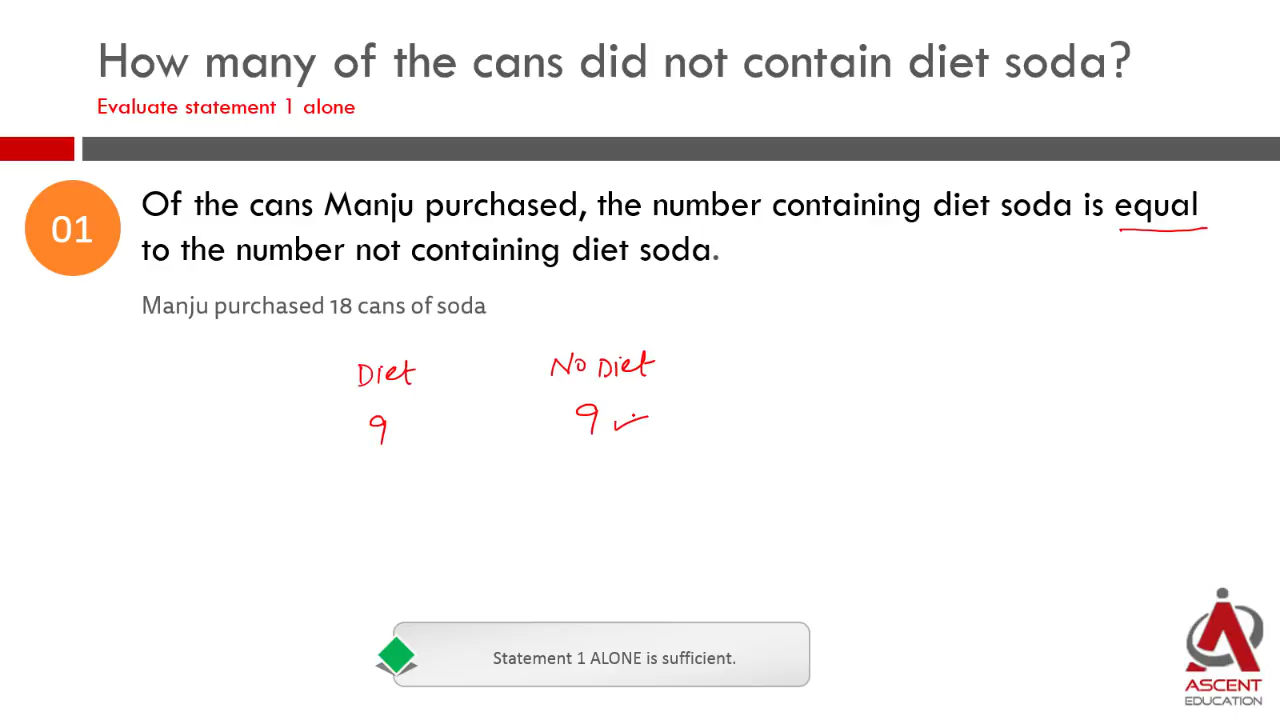 How many of the cans did not contain diet soda?
Evaluate statement 1 alone
01
Of the cans Manju purchased, the number containing diet soda is equal
to the number not containing diet soda.
Manju purchased 18 cans of soda
Diet No Diet
9 9
Statement 1 ALONE is sufficient.
ASCENT
EDUCATION